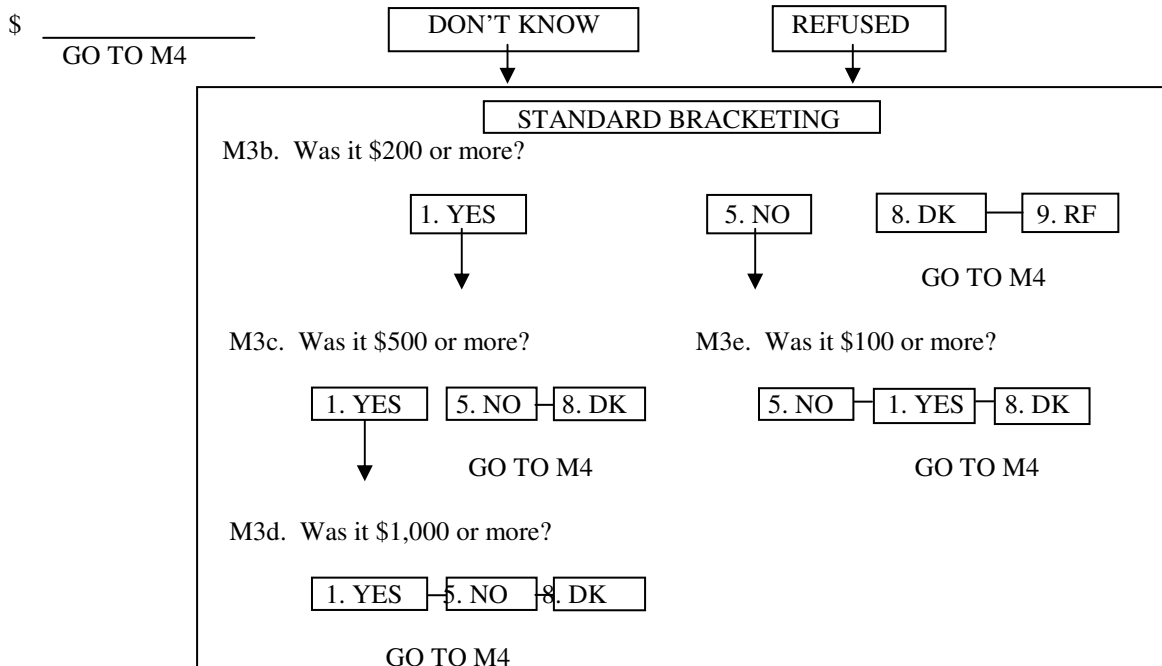 $ ____________ DON'T KNOW REFUSED
GO TO M4
STANDARD BRACKETING
M3b. Was it $200 or more?
1. YES 5. NO 8. DK 9. RF
GO TO M4
M3c. Was it $500 or more? M3e. Was it $100 or more?
1. YES 5. NO 8. DK 5. NO 1. YES 8. DK
GO TO M4 GO TO M4
M3d. Was it $1,000 or more?
1. YES 5. NO 8. DK
GO TO M4